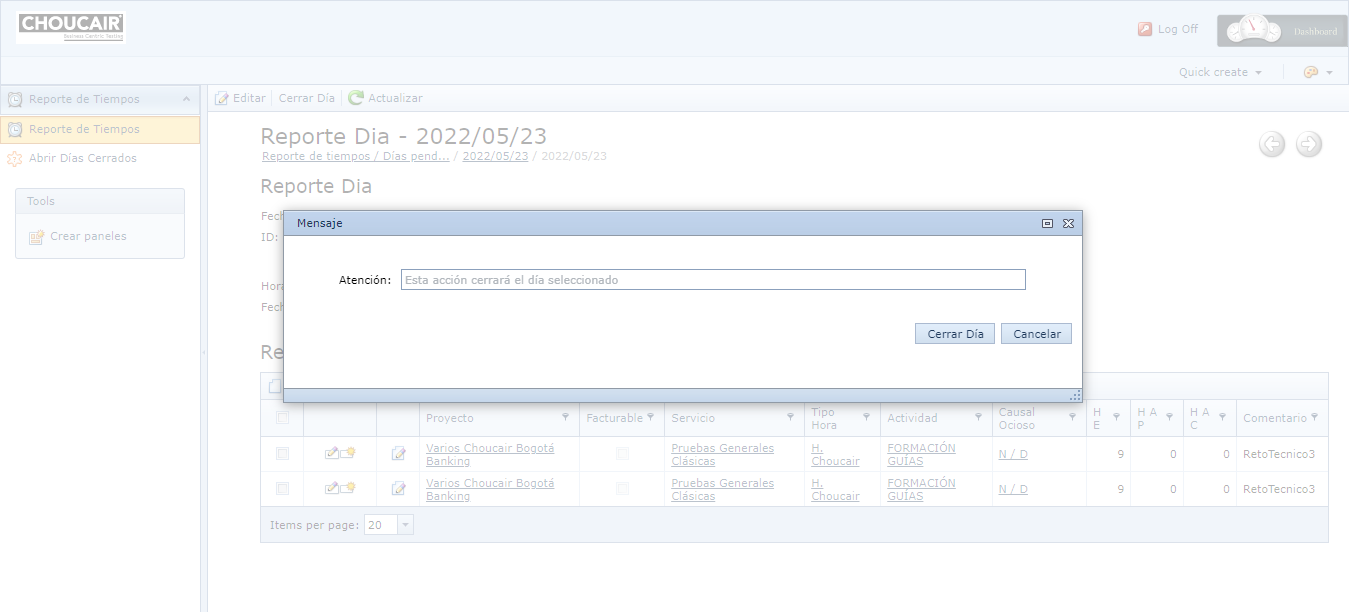 CHOUCAIR
Business Centric Testing
Log Off
Dashboard
Quick create
Reporte de Tiempos
Reporte de Tiempos
Abrir Días Cerrados
Tools
Crear paneles
Editar Cerrar Día Actualizar
Reporte Dia - 2022/05/23
Reporte de tiempos / Días pend... / 2022/05/23 / 2022/05/23
Reporte Dia
Fech
ID:
Mensaje
Atención: Esta acción cerrará el día seleccionado
Cerrar Día Cancelar
Hora
Fech
Re
Proyecto Facturable Servicio Tipo Hora Actividad Causal Ocioso H E H A P H A C Comentario
Varios Choucair Bogotá Banking Pruebas Generales Clásicas H. Choucair FORMACIÓN GUÍAS N / D 9 0 0 RetoTecnico3
Varios Choucair Bogotá Banking Pruebas Generales Clásicas H. Choucair FORMACIÓN GUÍAS N / D 9 0 0 RetoTecnico3
Items per page: 20